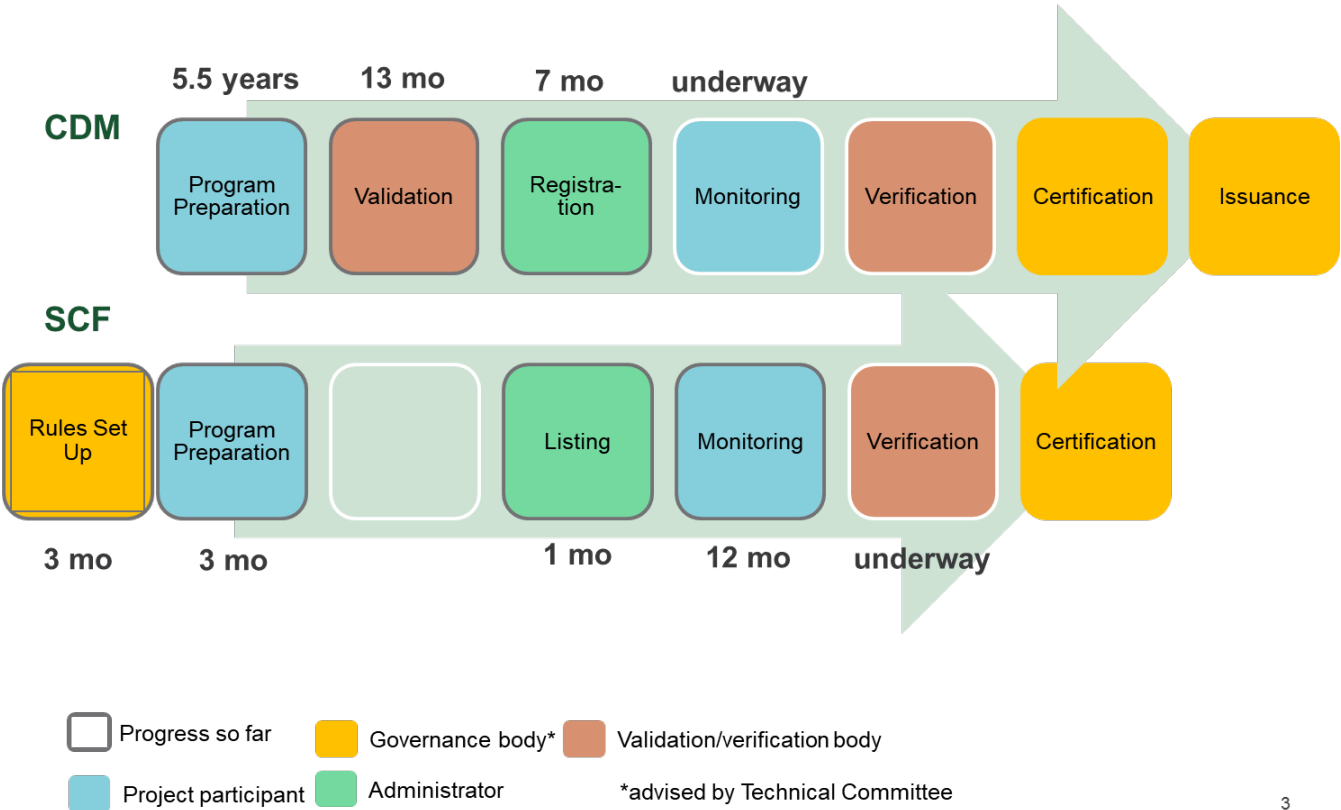 5.5 years 13 mo 7 mo underway
CDM
Program
Preparation
Validation
Registra-
tion
Monitoring
Verification
Certification
Issuance
SCF
Rules Set
Up
Program
Preparation
Listing
Monitoring
Verification
Certification
3 mo 3 mo 1 mo 12 mo underway
Progress so far
Governance body*
Validation/verification body
Project participant
Administrator
*advised by Technical Committee
3